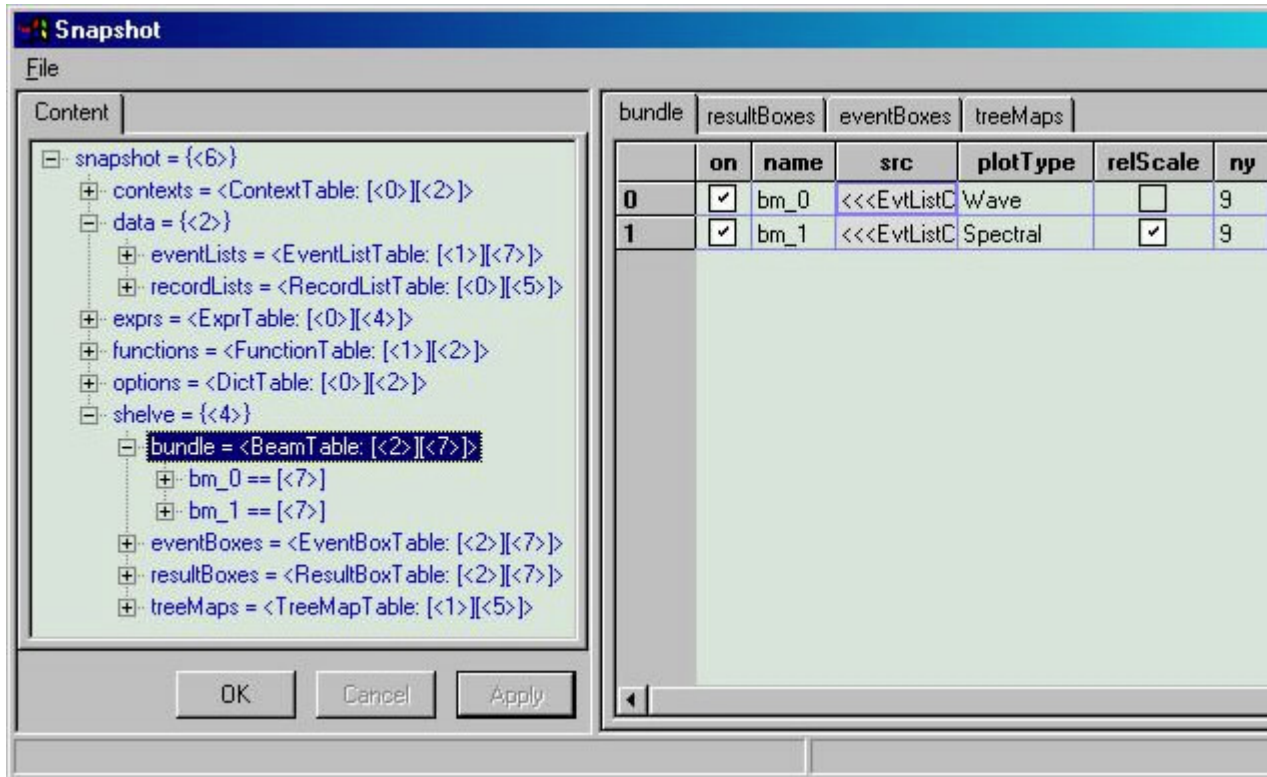 Snapshot
File
Content
snapshot = {<6>}
contexts = <ContextTable: [<0>][<2>]>
data = {<2>}
eventLists = <EventListTable: [<1>][<7>]>
recordLists = <RecordListTable: [<0>][<5>]>
exprs = <ExprTable: [<0>][<4>]>
functions = <FunctionTable: [<1>][<2>]>
options = <DictTable: [<0>][<2>]>
shelve = {<4>}
bundle = <BeamTable: [<2>][<7>]>
bm_0 == [<7>]
bm_1 == [<7>]
eventBoxes = <EventBoxTable: [<2>][<7>]>
resultBoxes = <ResultBoxTable: [<2>][<7>]>
treeMaps = <TreeMapTable: [<1>][<5>]>
OK Cancel Apply
bundle resultBoxes eventBoxes treeMaps
on name src plotType relScale ny
0 bm_0 <<<EvtListC Wave 9
1 bm_1 <<<EvtListC Spectral 9